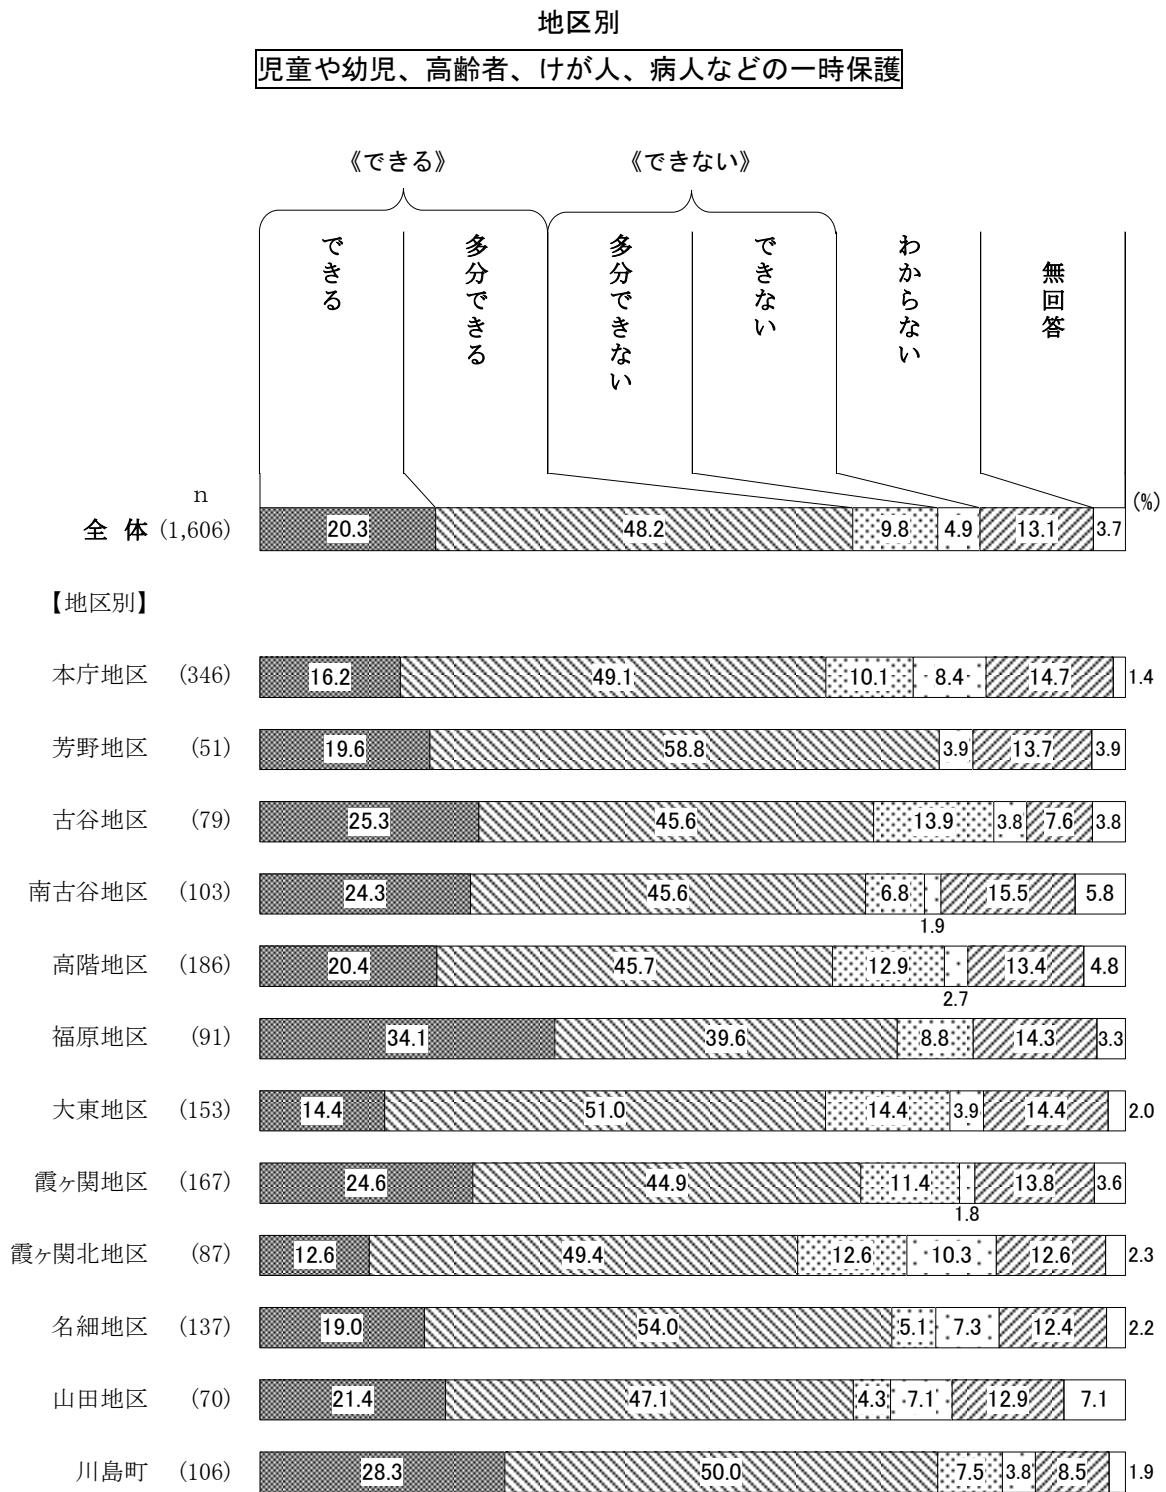 地区別
児童や幼児、高齢者、けが人、病人などの一時保護
《できる》 《できない》
できる
多分できる
多分できない
できない
わからない
無回答
n
(%)
全 体 (1,606) 20.3 48.2 9.8 4.9 13.1 3.7
【地区別】
本庁地区 (346) 16.2 49.1 10.1 8.4 14.7 1.4
芳野地区 (51) 19.6 58.8 3.9 13.7 3.9
古谷地区 (79) 25.3 45.6 13.9 3.8 7.6 3.8
南古谷地区 (103) 24.3 45.6 6.8 1.9 15.5 5.8
高階地区 (186) 20.4 45.7 12.9 2.7 13.4 4.8
福原地区 (91) 34.1 39.6 8.8 14.3 3.3
大東地区 (153) 14.4 51.0 14.4 3.9 14.4 2.0
霞ヶ関地区 (167) 24.6 44.9 11.4 1.8 13.8 3.6
霞ヶ関北地区 (87) 12.6 49.4 12.6 10.3 12.6 2.3
名細地区 (137) 19.0 54.0 5.1 7.3 12.4 2.2
山田地区 (70) 21.4 47.1 4.3 7.1 12.9 7.1
川島町 (106) 28.3 50.0 7.5 3.8 8.5 1.9